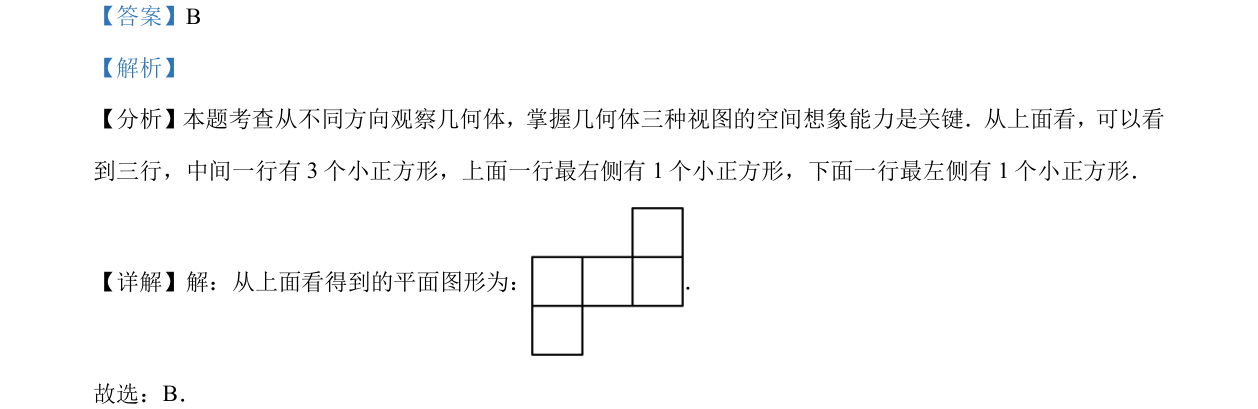 【答案】B
【解析】
【分析】本题考查从不同方向观察几何体，掌握几何体三种视图的空间想象能力是关键．从上面看，可以看
到三行，中间一行有 3 个小正方形，上面一行最右侧有 1 个小正方形，下面一行最左侧有 1 个小正方形．
【详解】解：从上面看得到的平面图形为：．
故选：B．